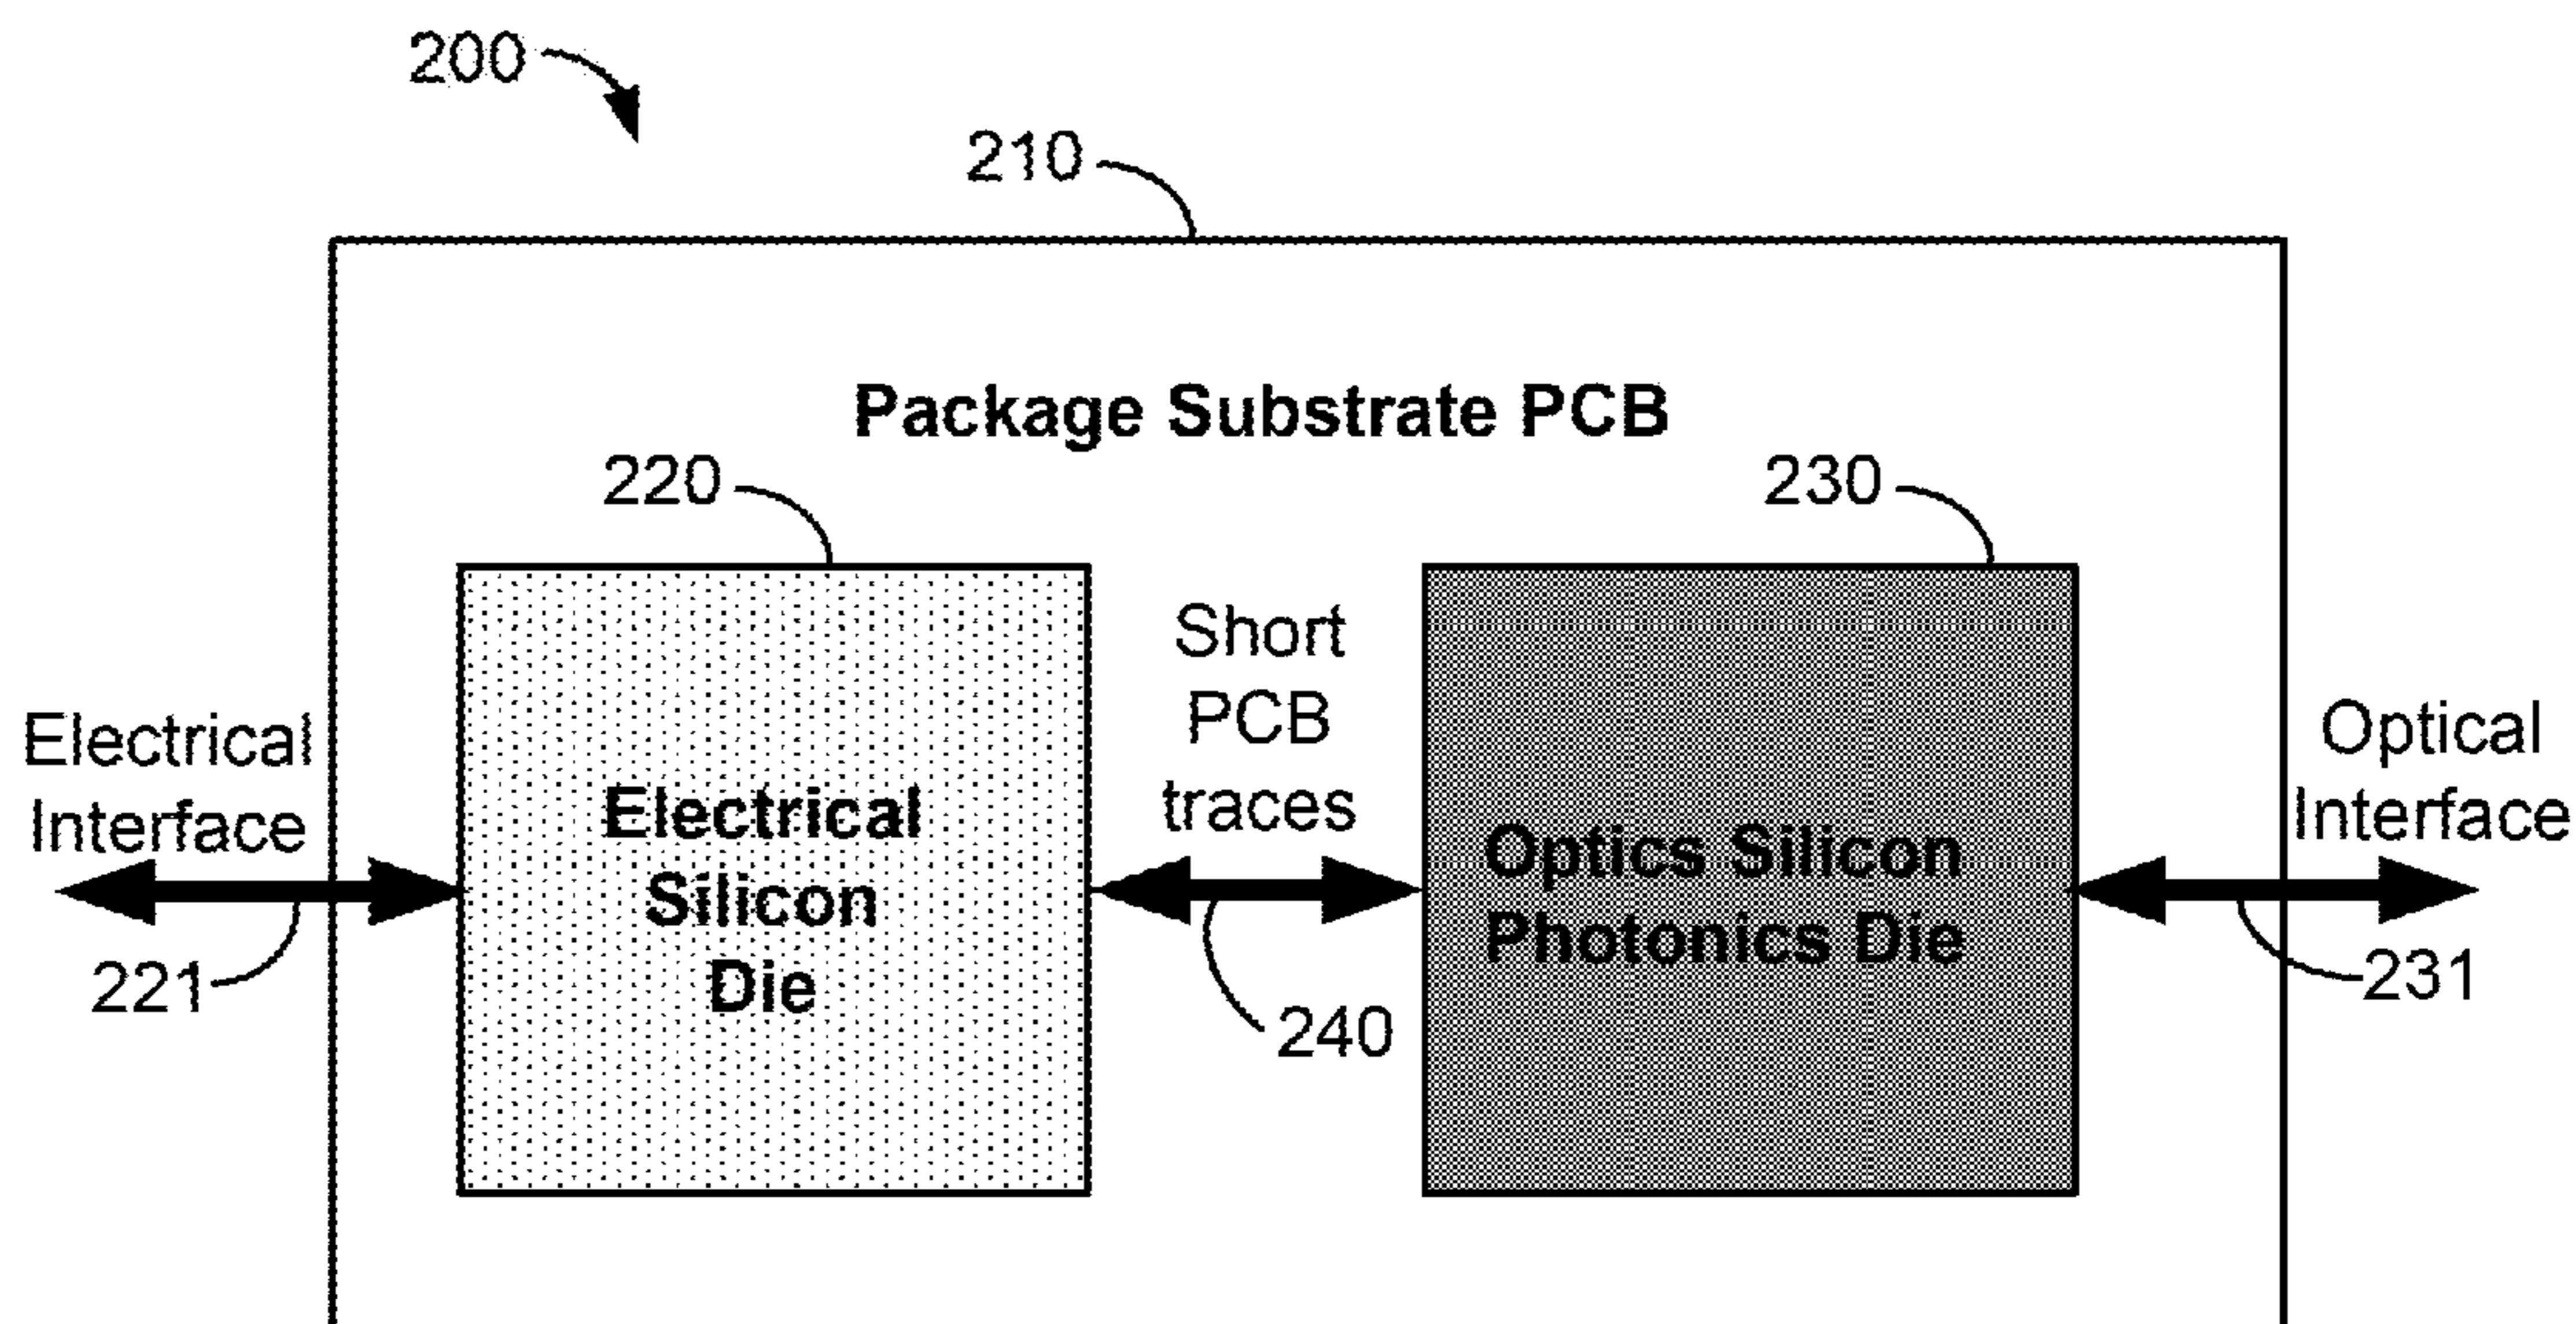 200
210
Package Substrate PCB
220
230
Electrical
Interface
221
Electrical
Silicon
Die
Short
PCB
traces
240
Optics Silicon
Photonics Die
Optical
Interface
231